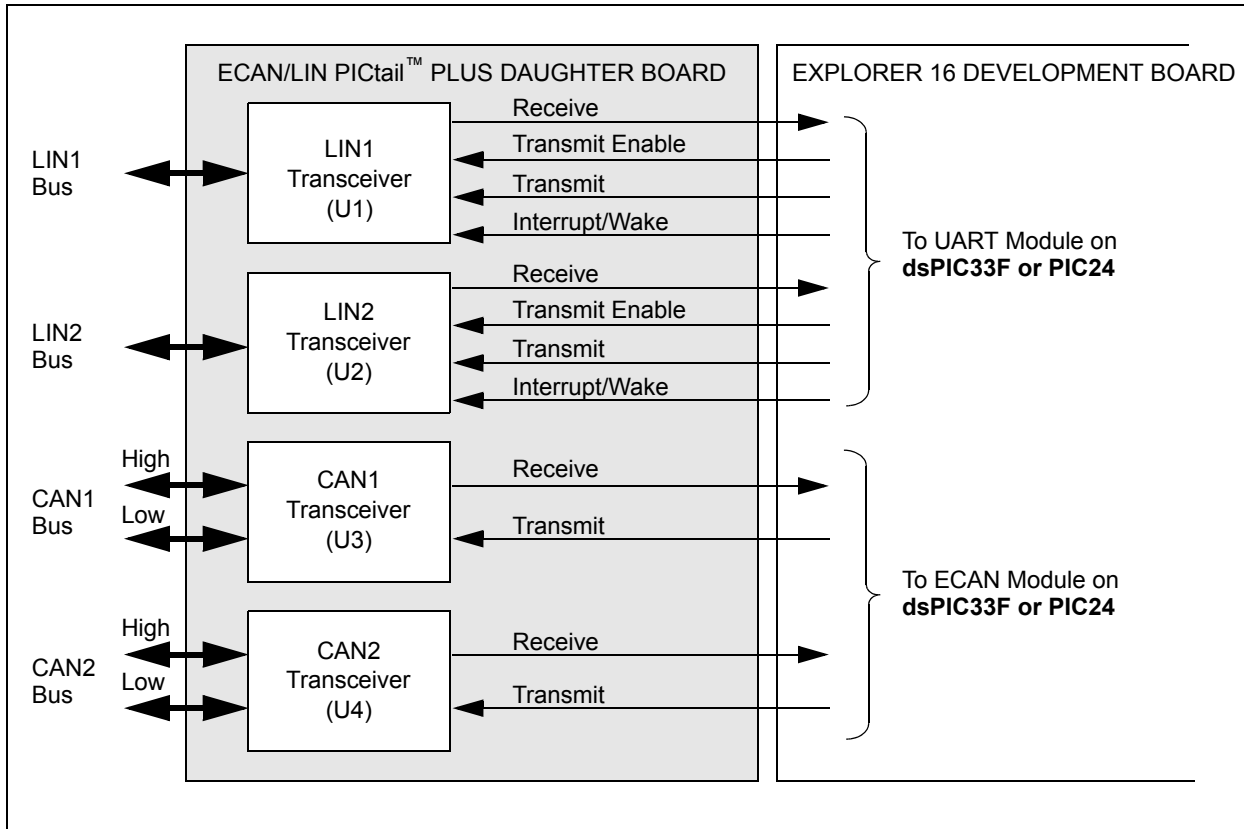 ECAN/LIN PICtail™ PLUS DAUGHTER BOARD
EXPLORER 16 DEVELOPMENT BOARD
LIN1
Bus
LIN1
Transceiver
(U1)
Receive
Transmit Enable
Transmit
Interrupt/Wake
LIN2
Bus
LIN2
Transceiver
(U2)
Receive
Transmit Enable
Transmit
Interrupt/Wake
To UART Module on
dsPIC33F or PIC24
CAN1
Bus
High
Low
CAN1
Transceiver
(U3)
Receive
Transmit
CAN2
Bus
High
Low
CAN2
Transceiver
(U4)
Receive
Transmit
To ECAN Module on
dsPIC33F or PIC24